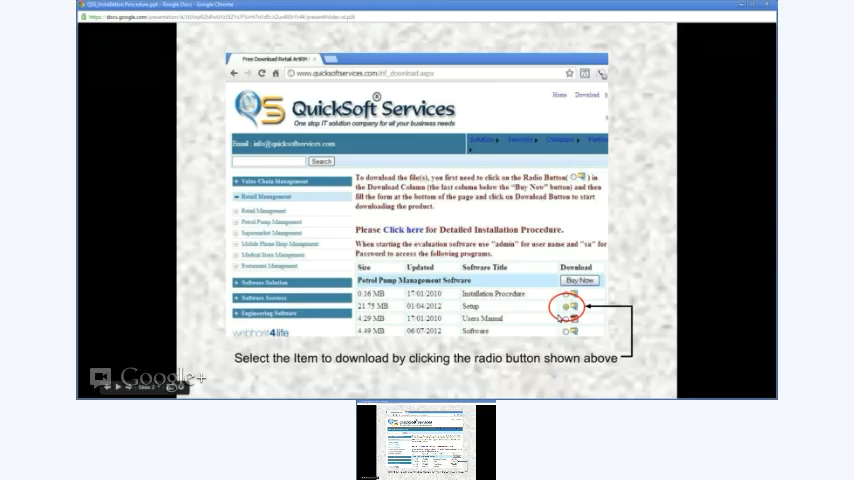 QSS_Installation Procedure.ppt - Google Docs - Google Chrome
https://docs.google.com/presentation/d/
Free Download Retail
www.quicksoftservices.com/
QS QuickSoft Services ®
One stop IT solution company for all your business needs
Home Download
Email : info@quicksoftservices.com
Search
Value Chain Management
Retail Management
Retail Management
Petrol Pump Management
Supermarket Management
Mobile Phone Shop Management
Medical Store Management
Restaurant Management
Software Solution
Software Services
Engineering Software
webhost4life
To download the file(s), you first need to click on the Radio Button( ) in
the Download Column (the last column below the "Buy Now" button) and then
fill the form at the bottom of the page and click on Download Button to start
downloading the product.
Please Click here for Detailed Installation Procedure.
When starting the evaluation software use "admin" for user name and "sa" for
Password to access the following programs.
Size Updated Software Title Download
Petrol Pump Management Software Buy Now
0.16 MB 17/01/2010 Installation Procedure
21.75 MB 01/04/2012 Setup
4.29 MB 17/01/2010 Users Manual
4.49 MB 06/07/2012 Software
Select the Item to download by clicking the radio button shown above
Google+
Slide 2